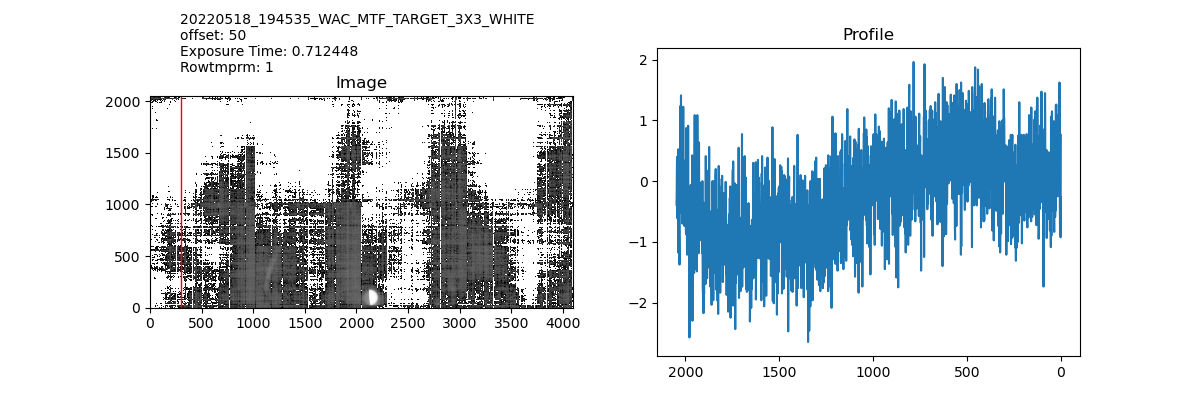 20220518_194535_WAC_MTF_TARGET_3X3_WHITE
offset: 50
Exposure Time: 0.712448
Rowtmprm: 1
Image
2000
1500
1000
500
0
0 500 1000 1500 2000 2500 3000 3500 4000
Profile
2
1
0
−1
−2
2000 1500 1000 500 0